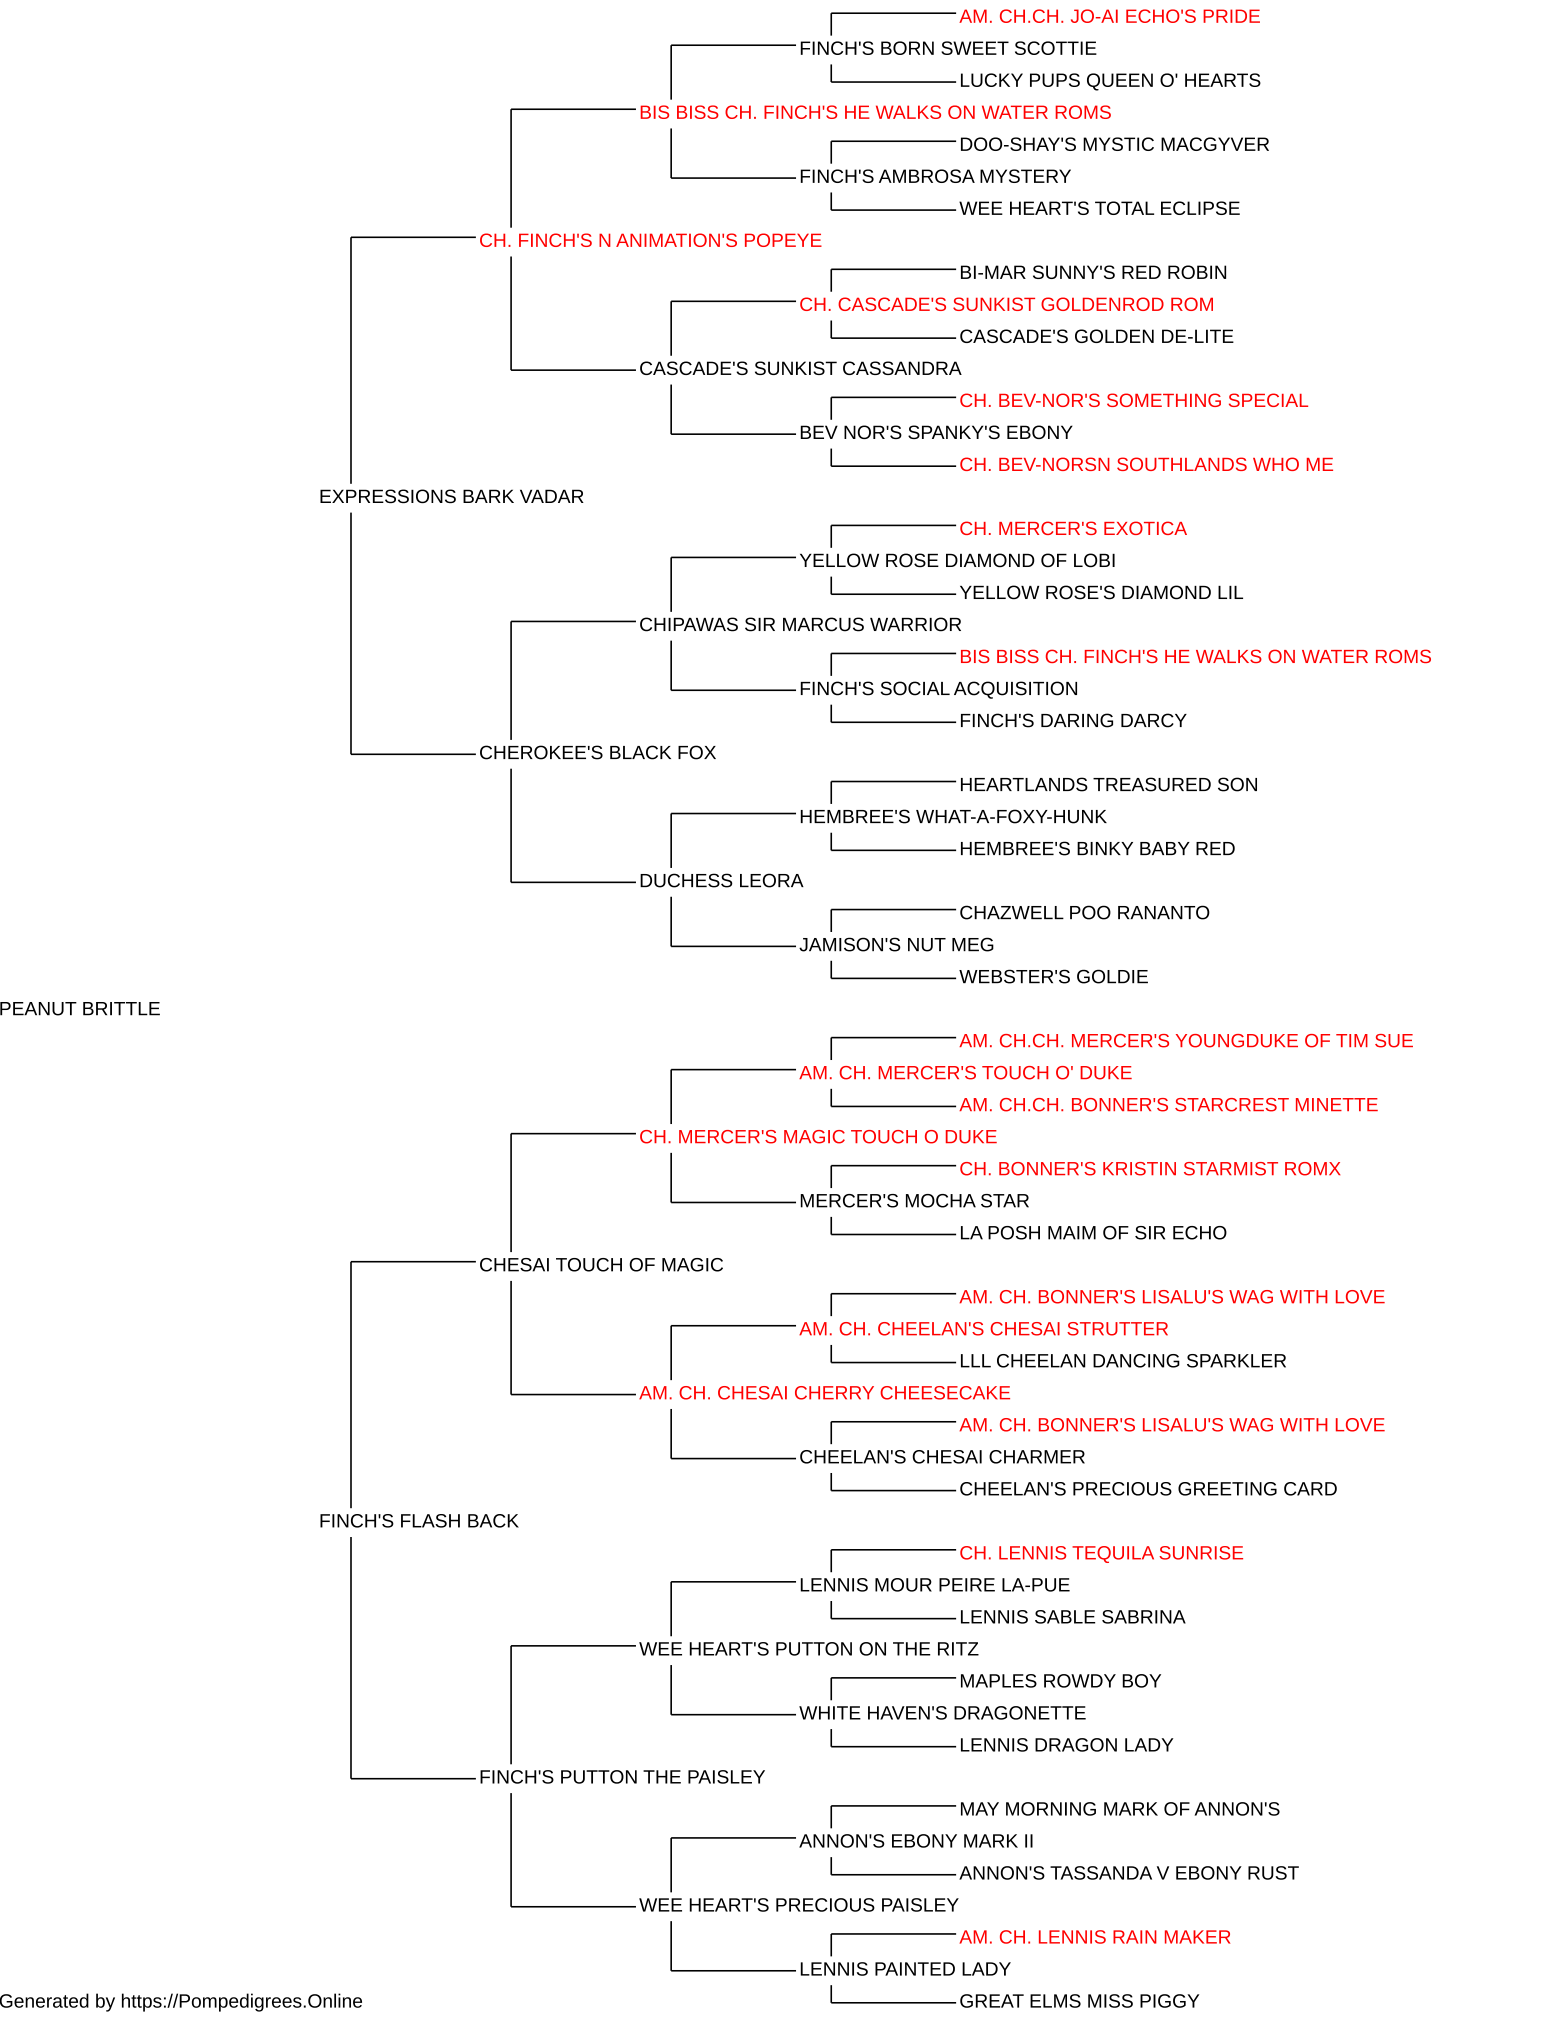 AM. CH.CH. JO-AI ECHO'S PRIDE
FINCH'S BORN SWEET SCOTTIE
LUCKY PUPS QUEEN O' HEARTS
BIS BISS CH. FINCH'S HE WALKS ON WATER ROMS
DOO-SHAY'S MYSTIC MACGYVER
FINCH'S AMBROSA MYSTERY
WEE HEART'S TOTAL ECLIPSE
CH. FINCH'S N ANIMATION'S POPEYE
BI-MAR SUNNY'S RED ROBIN
CH. CASCADE'S SUNKIST GOLDENROD ROM
CASCADE'S GOLDEN DE-LITE
CASCADE'S SUNKIST CASSANDRA
CH. BEV-NOR'S SOMETHING SPECIAL
BEV NOR'S SPANKY'S EBONY
CH. BEV-NORSN SOUTHLANDS WHO ME
EXPRESSIONS BARK VADAR
CH. MERCER'S EXOTICA
YELLOW ROSE DIAMOND OF LOBI
YELLOW ROSE'S DIAMOND LIL
CHIPAWAS SIR MARCUS WARRIOR
BIS BISS CH. FINCH'S HE WALKS ON WATER ROMS
FINCH'S SOCIAL ACQUISITION
FINCH'S DARING DARCY
CHEROKEE'S BLACK FOX
HEARTLANDS TREASURED SON
HEMBREE'S WHAT-A-FOXY-HUNK
HEMBREE'S BINKY BABY RED
DUCHESS LEORA
CHAZWELL POO RANANTO
JAMISON'S NUT MEG
WEBSTER'S GOLDIE
PEANUT BRITTLE
AM. CH.CH. MERCER'S YOUNGDUKE OF TIM SUE
AM. CH. MERCER'S TOUCH O' DUKE
AM. CH.CH. BONNER'S STARCREST MINETTE
CH. MERCER'S MAGIC TOUCH O DUKE
CH. BONNER'S KRISTIN STARMIST ROMX
MERCER'S MOCHA STAR
LA POSH MAIM OF SIR ECHO
CHESAI TOUCH OF MAGIC
AM. CH. BONNER'S LISALU'S WAG WITH LOVE
AM. CH. CHEELAN'S CHESAI STRUTTER
LLL CHEELAN DANCING SPARKLER
AM. CH. CHESAI CHERRY CHEESECAKE
AM. CH. BONNER'S LISALU'S WAG WITH LOVE
CHEELAN'S CHESAI CHARMER
CHEELAN'S PRECIOUS GREETING CARD
FINCH'S FLASH BACK
CH. LENNIS TEQUILA SUNRISE
LENNIS MOUR PEIRE LA-PUE
LENNIS SABLE SABRINA
WEE HEART'S PUTTON ON THE RITZ
MAPLES ROWDY BOY
WHITE HAVEN'S DRAGONETTE
LENNIS DRAGON LADY
FINCH'S PUTTON THE PAISLEY
MAY MORNING MARK OF ANNON'S
ANNON'S EBONY MARK II
ANNON'S TASSANDA V EBONY RUST
WEE HEART'S PRECIOUS PAISLEY
AM. CH. LENNIS RAIN MAKER
LENNIS PAINTED LADY
GREAT ELMS MISS PIGGY
Generated by https://Pompedigrees.Online